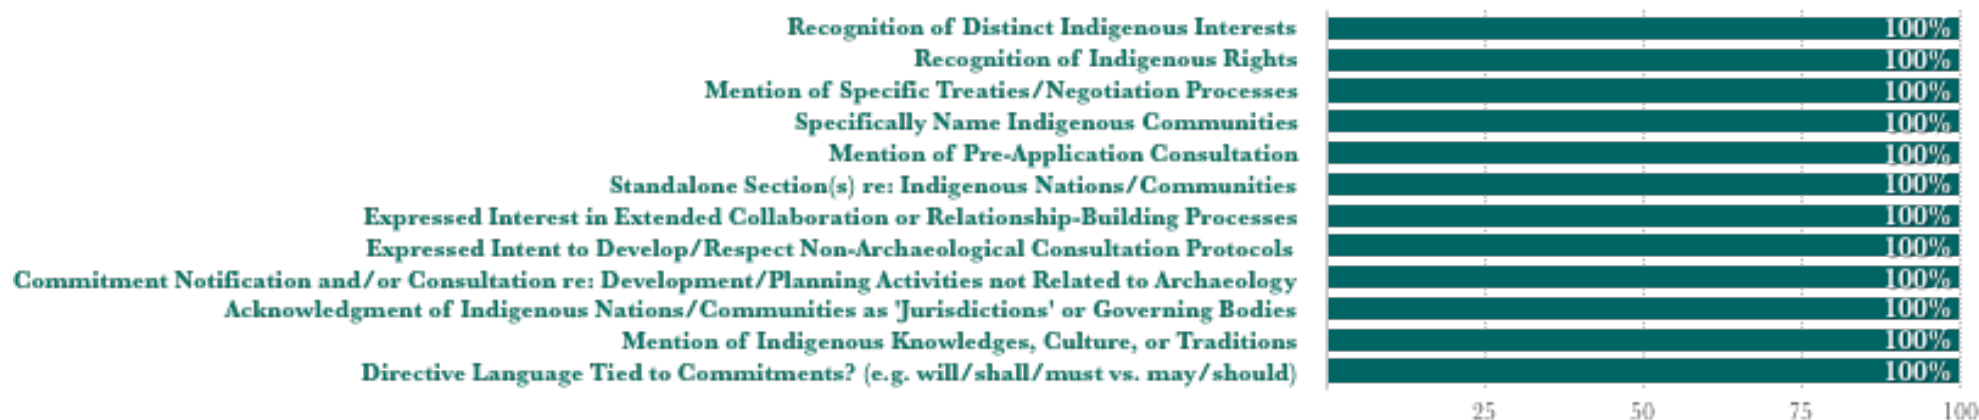 Recognition of Distinct Indigenous Interests 100%
Recognition of Indigenous Rights 100%
Mention of Specific Treaties/Negotiation Processes 100%
Specifically Name Indigenous Communities 100%
Mention of Pre-Application Consultation 100%
Standalone Section(s) re: Indigenous Nations/Communities 100%
Expressed Interest in Extended Collaboration or Relationship-Building Processes 100%
Expressed Intent to Develop/Respect Non-Archaeological Consultation Protocols 100%
Commitment Notification and/or Consultation re: Development/Planning Activities not Related to Archaeology 100%
Acknowledgment of Indigenous Nations/Communities as 'Jurisdictions' or Governing Bodies 100%
Mention of Indigenous Knowledges, Culture, or Traditions 100%
Directive Language Tied to Commitments? (e.g. will/shall/must vs. may/should) 100%
25 50 75 100